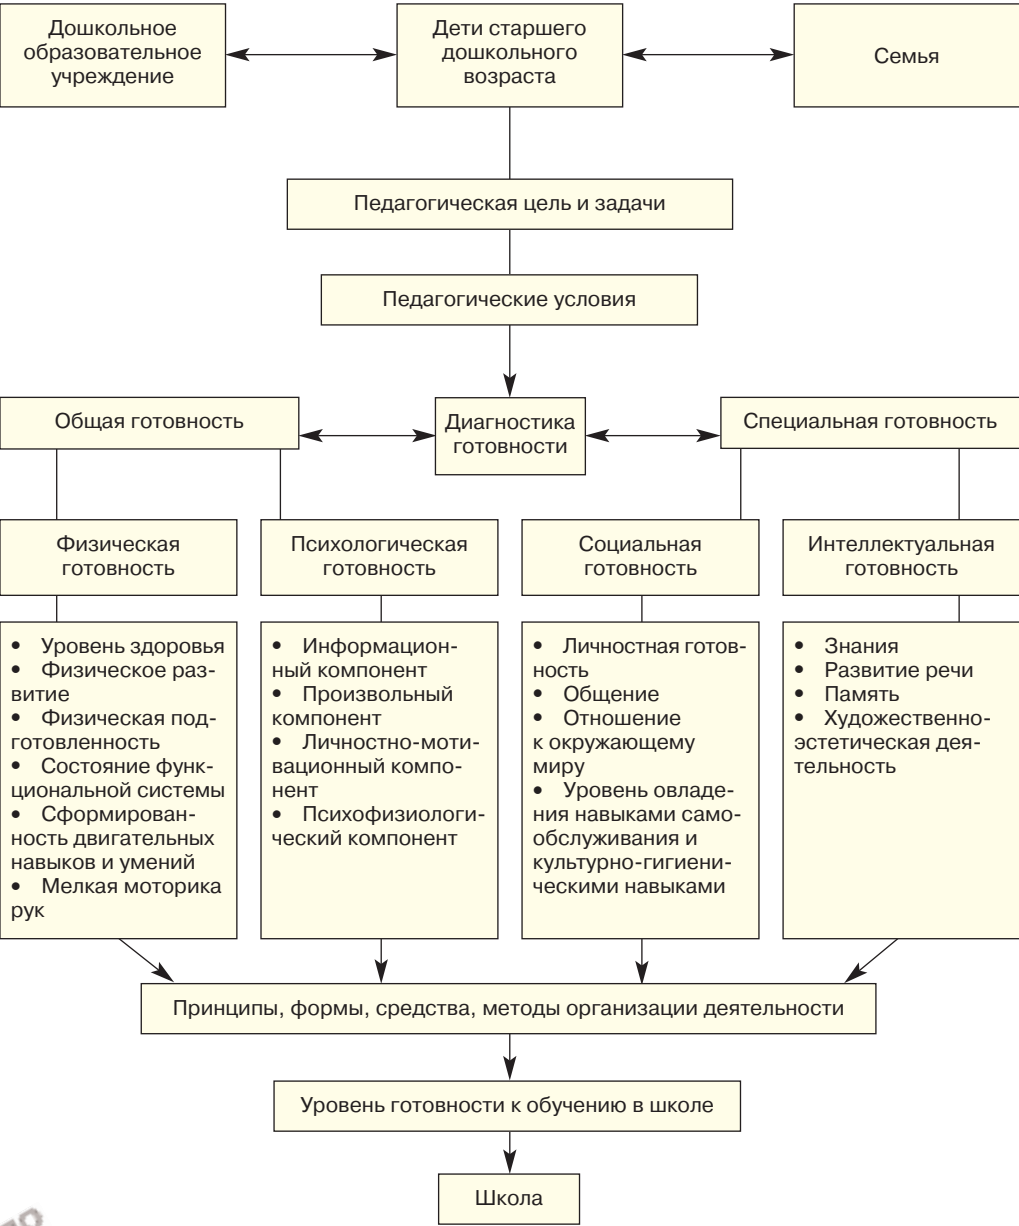 Дошкольное
образовательное
учреждение
Дети старшего
дошкольного
возраста
Семья
Педагогическая цель и задачи
Педагогические условия
Общая готовность
Диагностика
готовности
Специальная готовность
Физическая
готовность
Психологическая
готовность
Социальная
готовность
Интеллектуальная
готовность
• Уровень здоровья
• Физическое раз-
витие
• Физическая под-
готовленность
• Состояние функ-
циональной системы
• Сформирован-
ность двигательных
навыков и умений
• Мелкая моторика
рук
• Информацион-
ный компонент
• Произвольный
компонент
• Личностно-моти-
вационный компо-
нент
• Психофизиологи-
ческий компонент
• Личностная готов-
ность
• Общение
• Отношение
к окружающему
миру
• Уровень овладе-
ния навыками само-
обслуживания и
культурно-гигиени-
ческими навыками
• Знания
• Развитие речи
• Память
• Художественно-
эстетическая дея-
тельность
Принципы, формы, средства, методы организации деятельности
Уровень готовности к обучению в школе
Школа